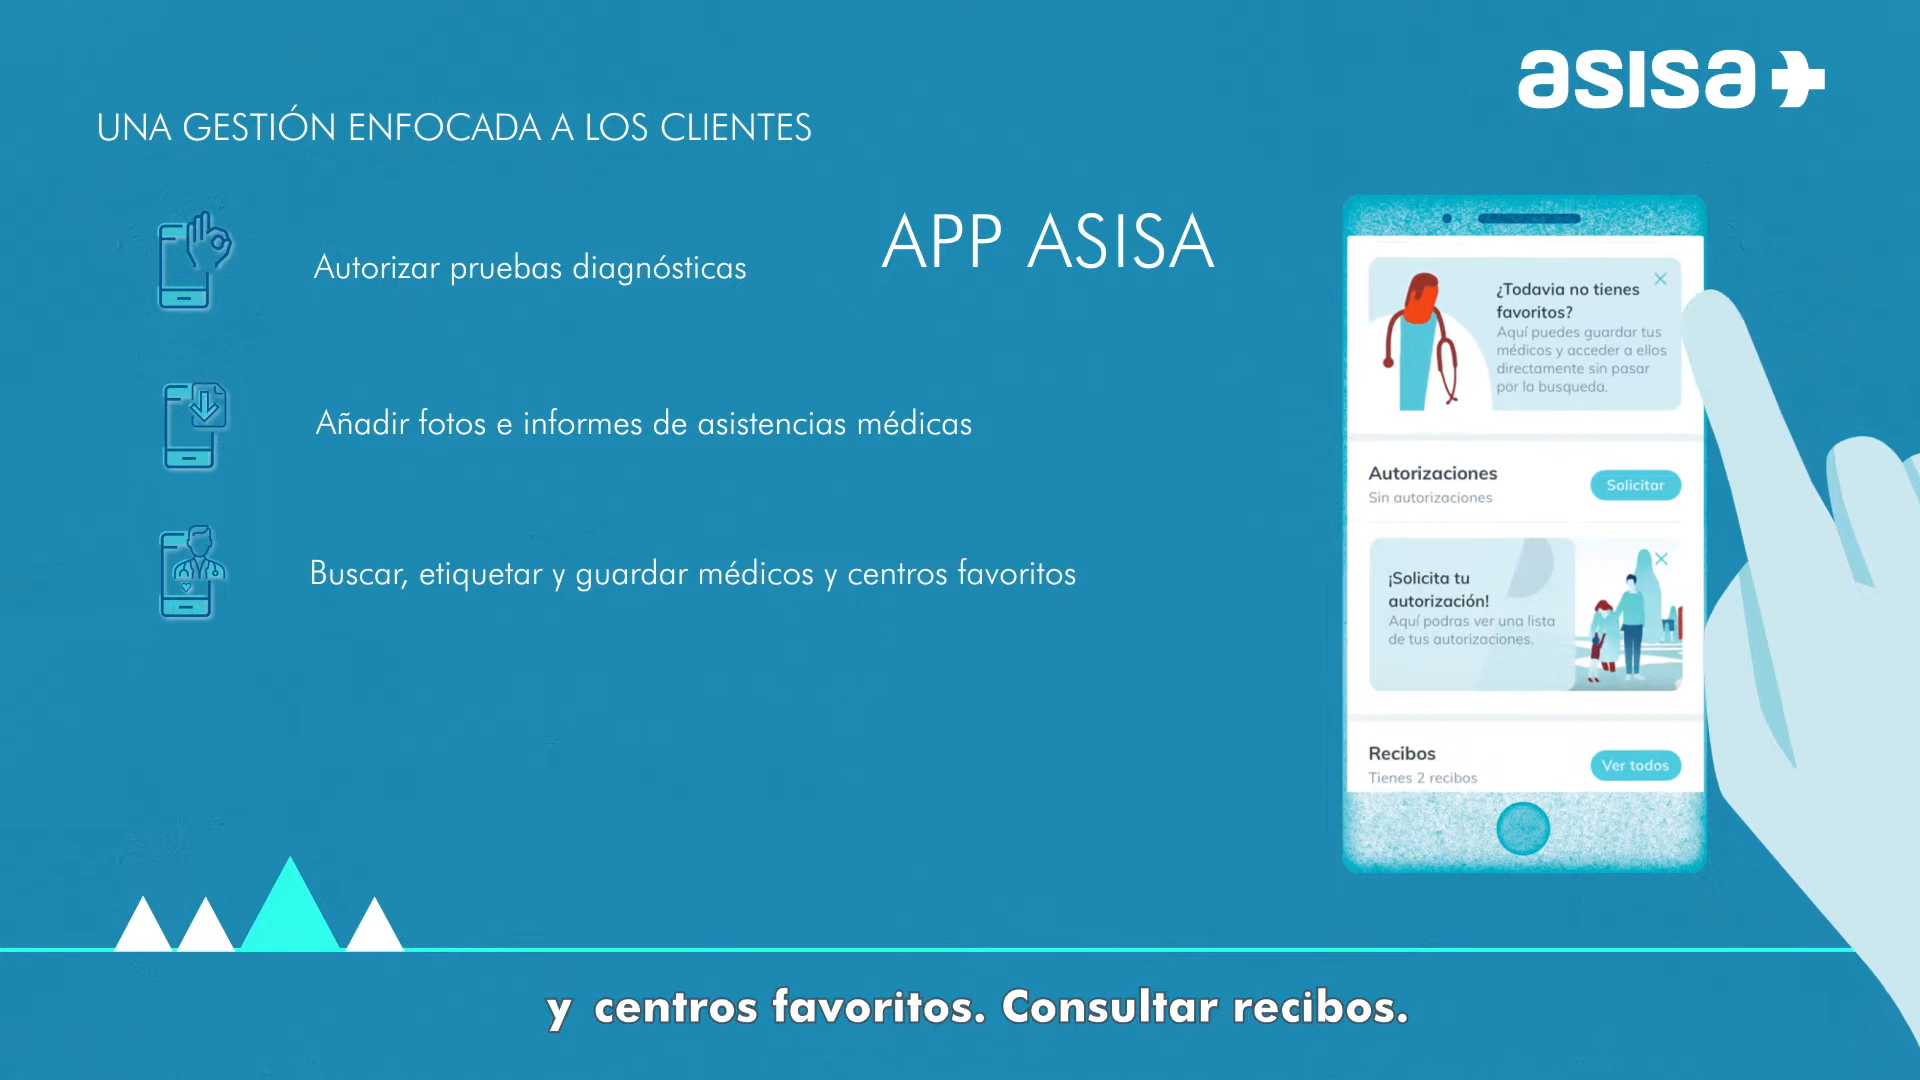 asisa
UNA GESTIÓN ENFOCADA A LOS CLIENTES
APP ASISA
Autorizar pruebas diagnósticas
Añadir fotos e informes de asistencias médicas
Buscar, etiquetar y guardar médicos y centros favoritos
¿Todavia no tienes
favoritos?
Aquí puedes guardar tus
médicos y acceder a ellos
directamente sin pasar
por la busqueda.
Autorizaciones
Sin autorizaciones
Solicitar
¡Solicita tu
autorización!
Aquí podras ver una lista
de tus autorizaciones.
Recibos
Tienes 2 recibos
Ver todos
y centros favoritos. Consultar recibos.